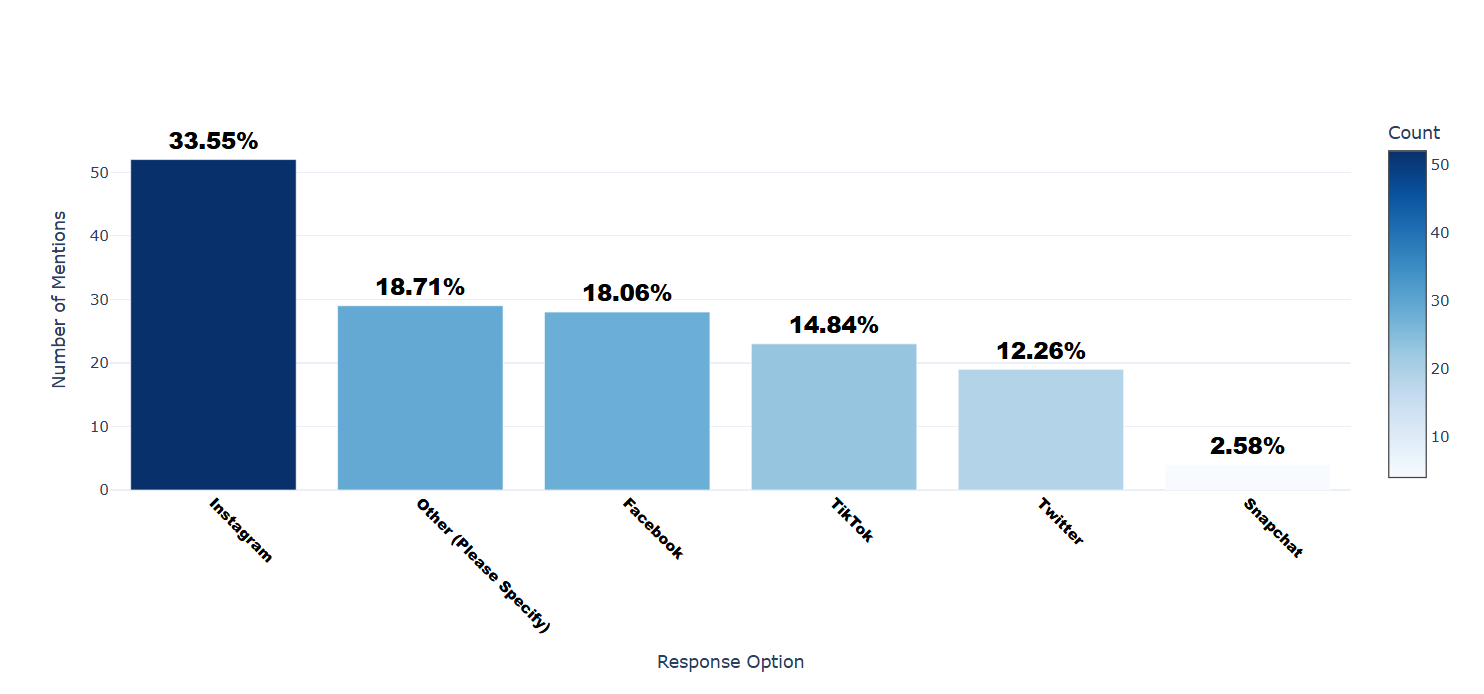 33.55%
18.71%
18.06%
14.84%
12.26%
2.58%
Number of Mentions
50
40
30
20
10
0
Instagram
Other (Please Specify)
Facebook
TikTok
Twitter
Snapchat
Response Option
Count
50
40
30
20
10